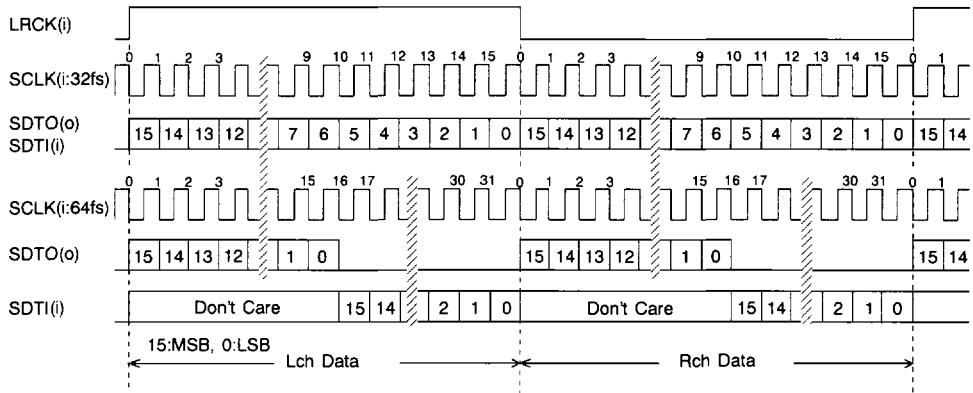 LRCK(i)
0 1 2 3 9 10 11 12 13 14 15 0 1 2 3 9 10 11 12 13 14 15 0 1
SCLK(i:32fs)
SDTO(o)
SDTI(i)
15 14 13 12 7 6 5 4 3 2 1 0 15 14 13 12 7 6 5 4 3 2 1 0 15 14
0 1 2 3 15 16 17 30 31 0 1 2 3 15 16 17 30 31 0 1
SCLK(i:64fs)
SDTO(o) 15 14 13 12 1 0 15 14 13 12 1 0 15 14
SDTI(i) Don't Care 15 14 2 1 0 Don't Care 15 14 2 1 0
15:MSB, 0:LSB
Lch Data Rch Data